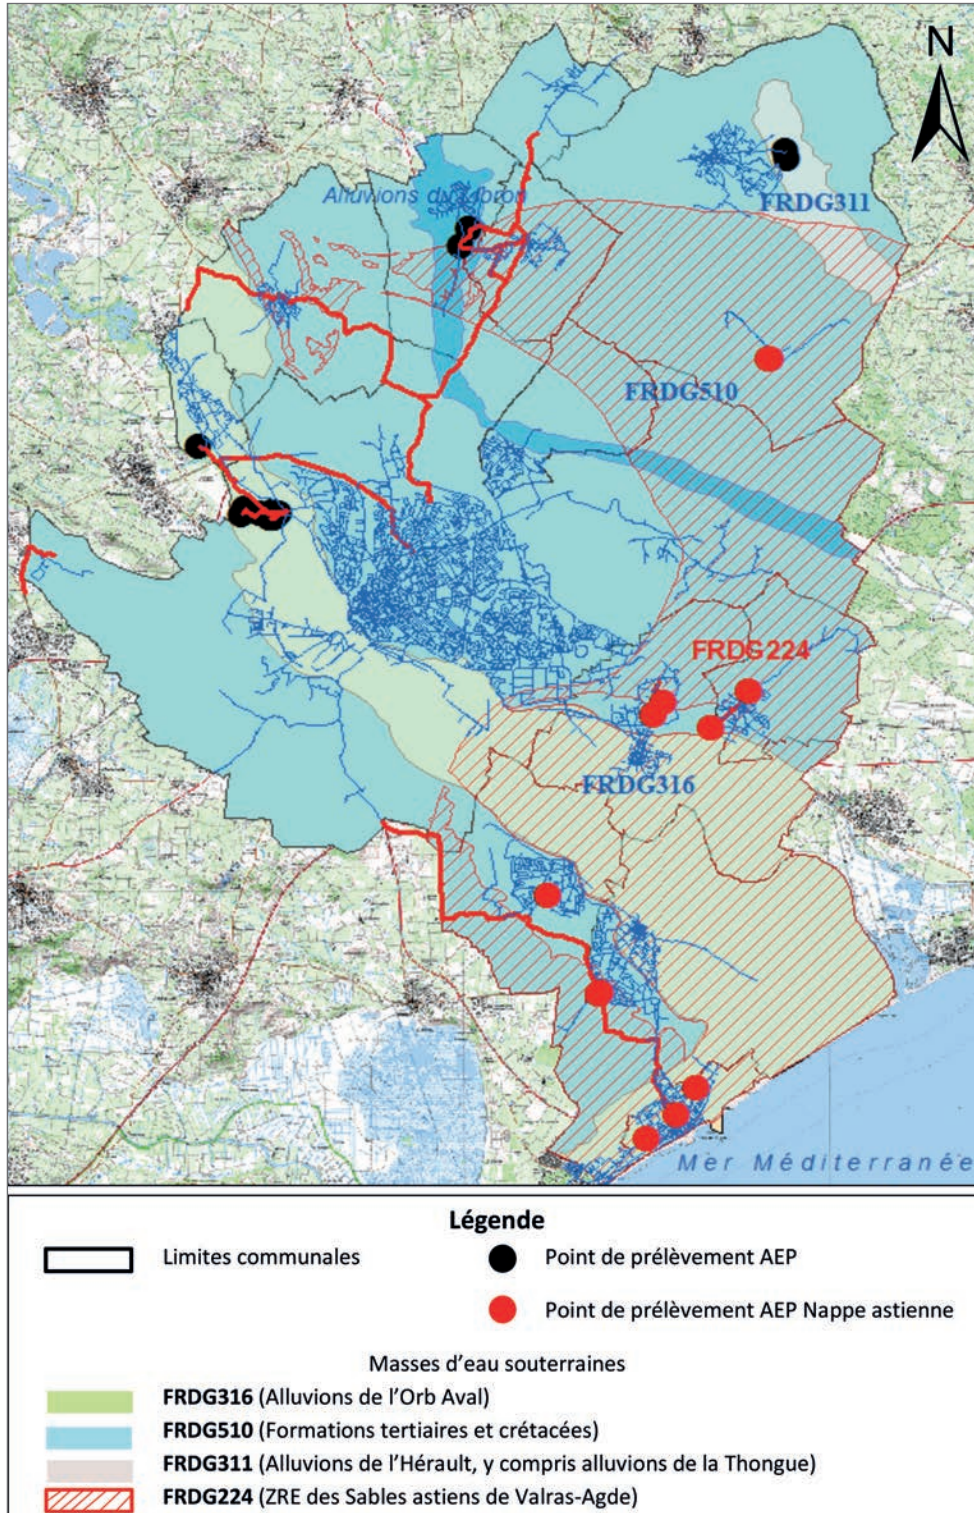 N
Alluvions du Libron
FRDG311
FRDG510
FRDG224
FRDG316
Mer Méditerranée
Légende
Limites communales
Point de prélèvement AEP
Point de prélèvement AEP Nappe astienne
Masses d'eau souterraines
FRDG316 (Alluvions de l'Orb Aval)
FRDG510 (Formations tertiaires et crétacées)
FRDG311 (Alluvions de l'Hérault, y compris alluvions de la Thongue)
FRDG224 (ZRE des Sables astiens de Valras-Agde)